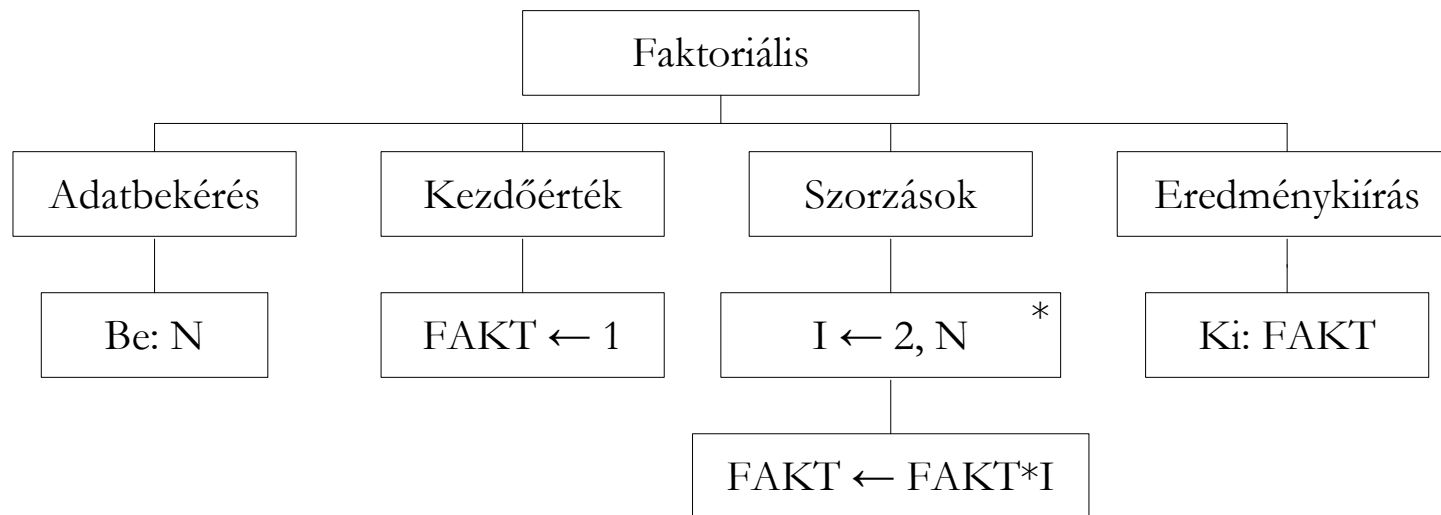 Faktoriális
Adatbekérés
Kezdőérték
Szorzások
Eredménykiírás
Be: N
FAKT ← 1
I ← 2, N *
Ki: FAKT
FAKT ← FAKT*I